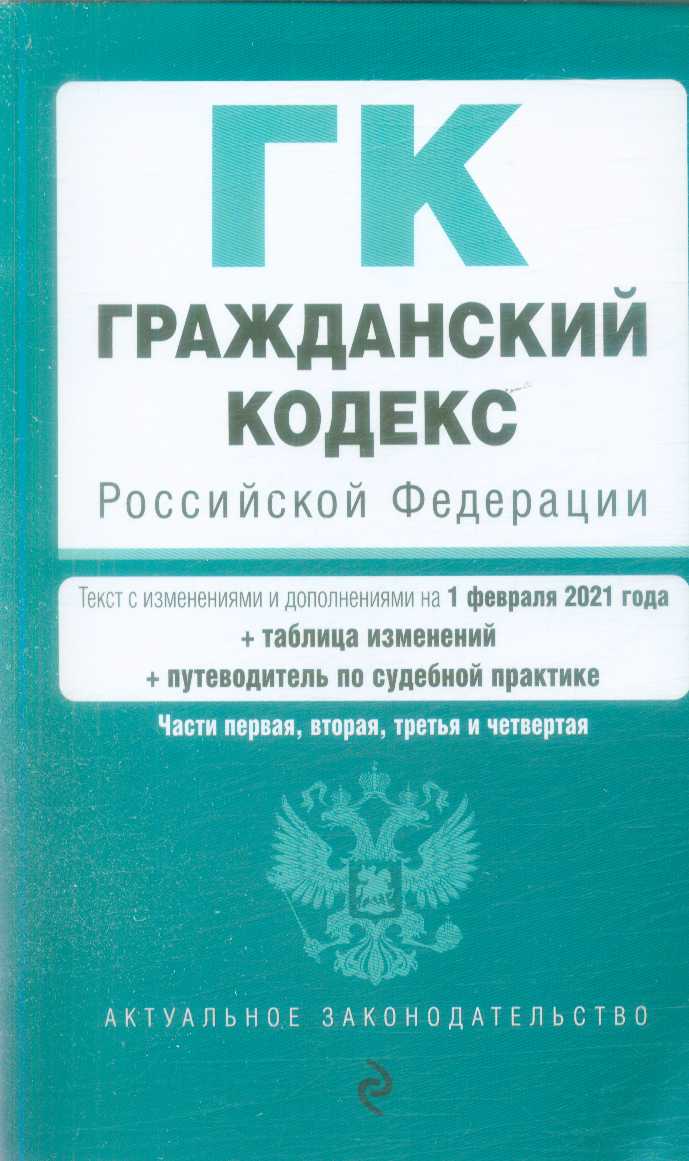 ГК
ГРАЖДАНСКИЙ
КОДЕКС
Российской Федерации
Текст с изменениями и дополнениями на 1 февраля 2021 года
+ таблица изменений
+ путеводитель по судебной практике
Части первая, вторая, третья и четвертая
АКТУАЛЬНОЕ ЗАКОНОДАТЕЛЬСТВО